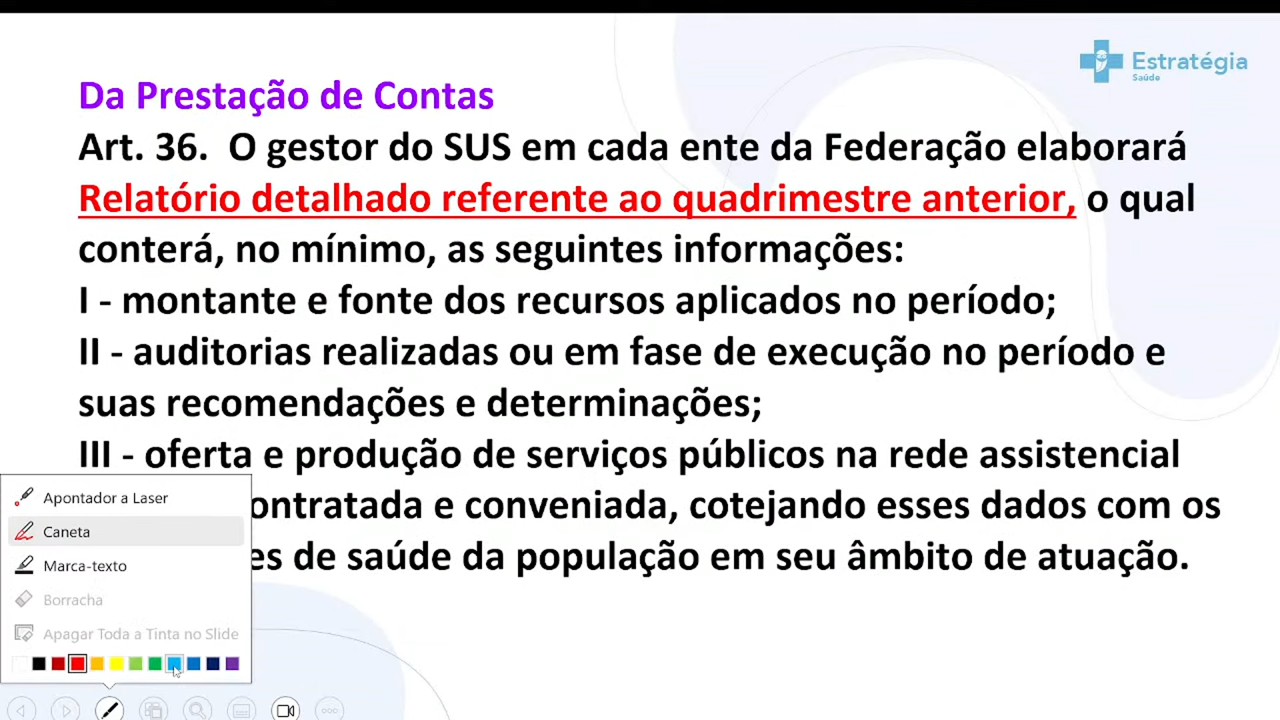 Estratégia
Saúde
Da Prestação de Contas
Art. 36. O gestor do SUS em cada ente da Federação elaborará
Relatório detalhado referente ao quadrimestre anterior, o qual
conterá, no mínimo, as seguintes informações:
I - montante e fonte dos recursos aplicados no período;
II - auditorias realizadas ou em fase de execução no período e
suas recomendações e determinações;
III - oferta e produção de serviços públicos na rede assistencial
ontratada e conveniada, cotejando esses dados com os
es de saúde da população em seu âmbito de atuação.
Apontador a Laser
Caneta
Marca-texto
Borracha
Apagar Toda a Tinta no Slide